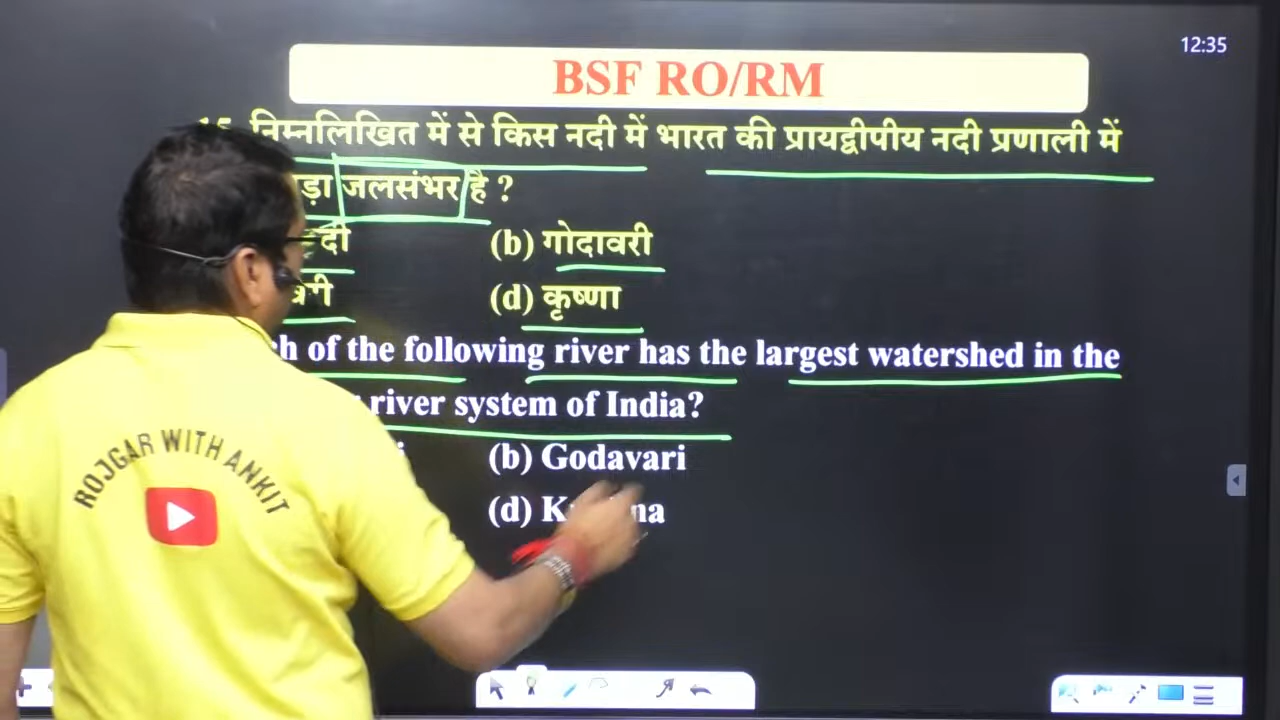 12:35
BSF RO/RM
निम्नलिखित में से किस नदी में भारत की प्रायद्वीपीय नदी प्रणाली में
जलसंभर है ?
(b) गोदावरी
(d) कृष्णा
of the following river has the largest watershed in the
river system of India?
(b) Godavari
(d)
ROJGAR WITH ANKIT